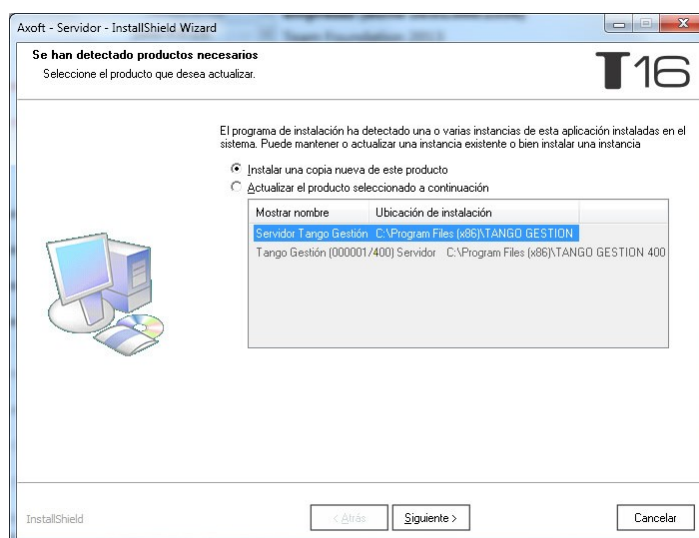 Axoft - Servidor - InstallShield Wizard
Se han detectado productos necesarios
Seleccione el producto que desea actualizar.
T16
El programa de instalación ha detectado una o varias instancias de esta aplicación instaladas en el
sistema. Puede mantener o actualizar una instancia existente o bien instalar una instancia
Instalar una copia nueva de este producto
Actualizar el producto seleccionado a continuación
Mostrar nombre Ubicación de instalación
Servidor Tango Gestión C:\Program Files (x86)\TANGO GESTION
Tango Gestión (000001/400) Servidor C:\Program Files (x86)\TANGO GESTION 400
InstallShield
< Atrás Siguiente > Cancelar